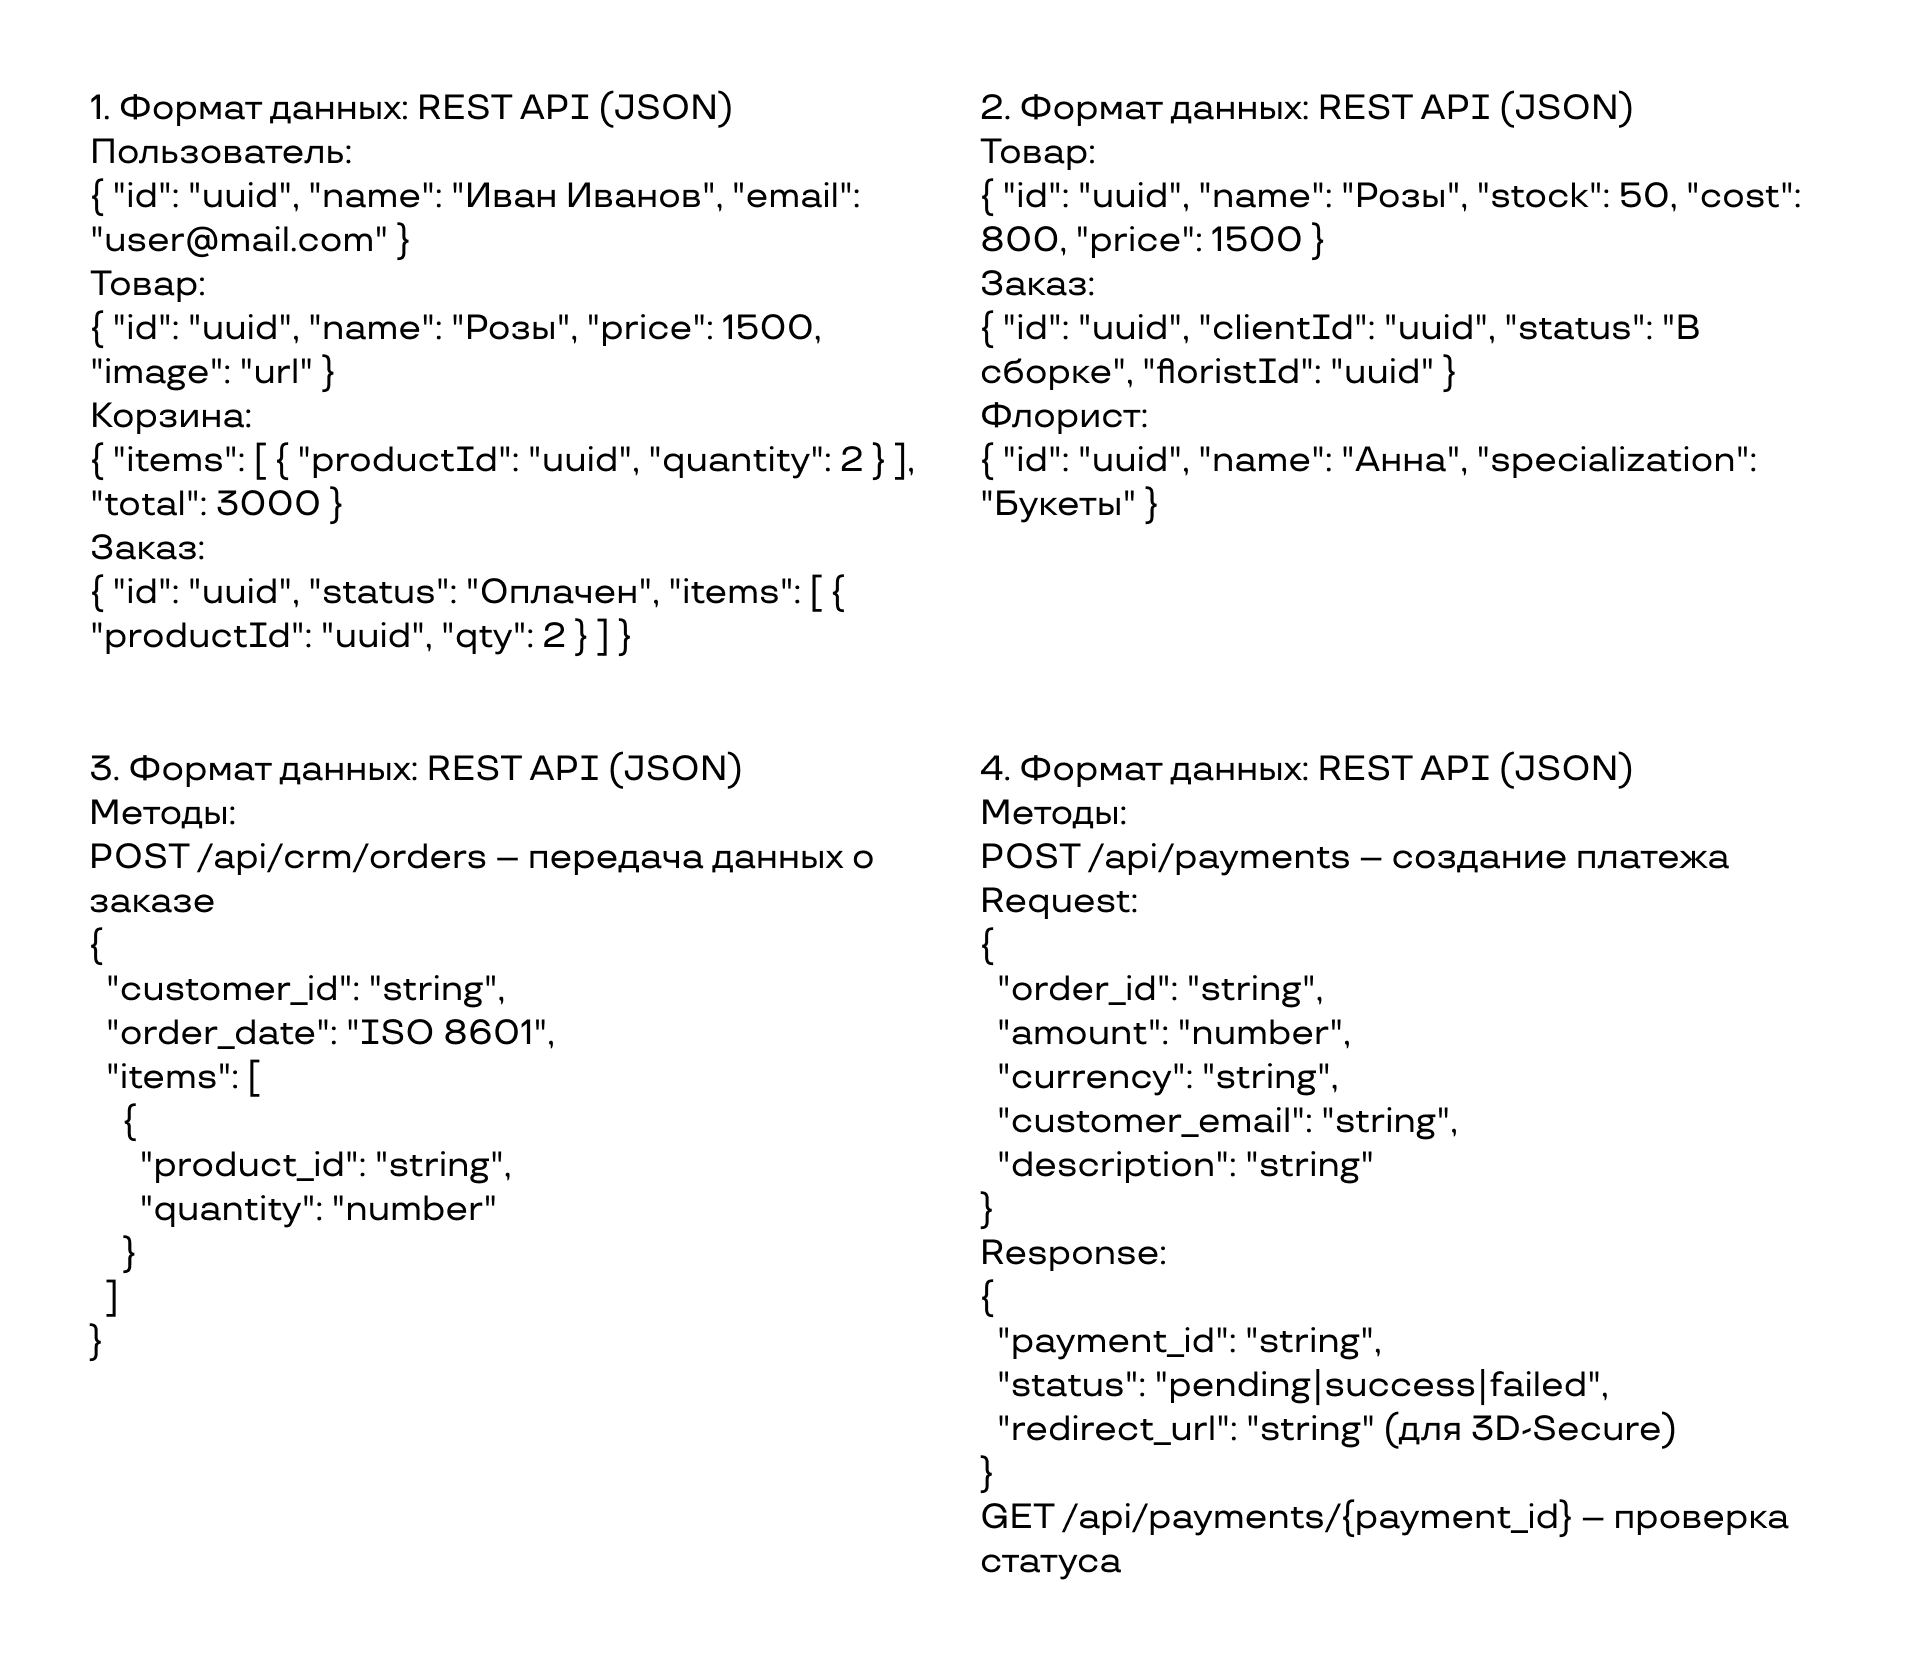 1. Формат данных: REST API (JSON)
Пользователь:
{ "id": "uuid", "name": "Иван Иванов", "email":
"user@mail.com" }
Товар:
{ "id": "uuid", "name": "Розы", "price": 1500,
"image": "url" }
Корзина:
{ "items": [ { "productId": "uuid", "quantity": 2 } ],
"total": 3000 }
Заказ:
{ "id": "uuid", "status": "Оплачен", "items": [ {
"productId": "uuid", "qty": 2 } ] }
2. Формат данных: REST API (JSON)
Товар:
{ "id": "uuid", "name": "Розы", "stock": 50, "cost":
800, "price": 1500 }
Заказ:
{ "id": "uuid", "clientId": "uuid", "status": "В
сборке", "floristId": "uuid" }
Флорист:
{ "id": "uuid", "name": "Анна", "specialization":
"Букеты" }
3. Формат данных: REST API (JSON)
Методы:
POST /api/crm/orders – передача данных о
заказе
{
  "customer_id": "string",
  "order_date": "ISO 8601",
  "items": [
    {
      "product_id": "string",
      "quantity": "number"
    }
  ]
}
4. Формат данных: REST API (JSON)
Методы:
POST /api/payments – создание платежа
Request:
{
  "order_id": "string",
  "amount": "number",
  "currency": "string",
  "customer_email": "string",
  "description": "string"
}
Response:
{
  "payment_id": "string",
  "status": "pending|success|failed",
  "redirect_url": "string" (для 3D-Secure)
}
GET /api/payments/{payment_id} – проверка
статуса